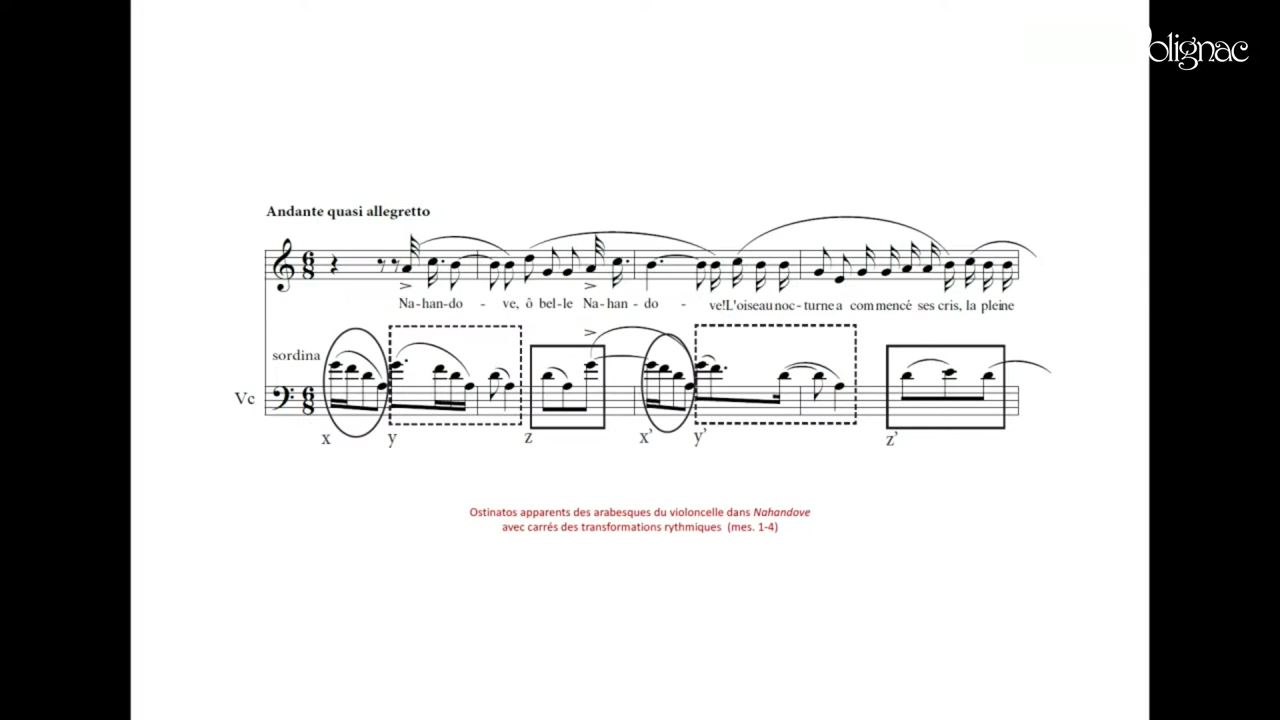 olignac
Andante quasi allegretto
Na-han-do - ve, ô bel-le Na-han - do - ve!L'oiseau noc-turne a commencé ses cris, la pleine
sordina
Vc
x y z x' y' z'
Ostinatos apparents des arabesques du violoncelle dans Nahandove
avec carrés des transformations rythmiques (mes. 1-4)